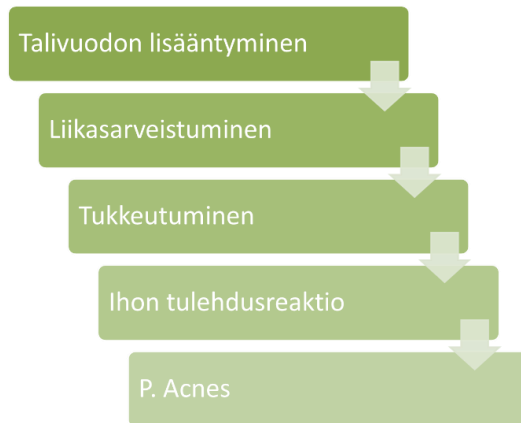 Talivuodon lisääntyminen
Liikasarveistuminen
Tukkeutuminen
Ihon tulehdusreaktio
P. Acnes